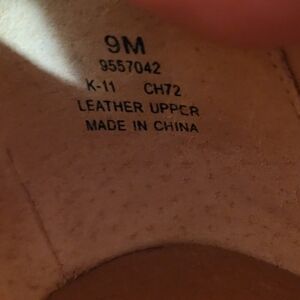 9M
9557042
K-11 CH72
LEATHER UPPER
MADE IN CHINA